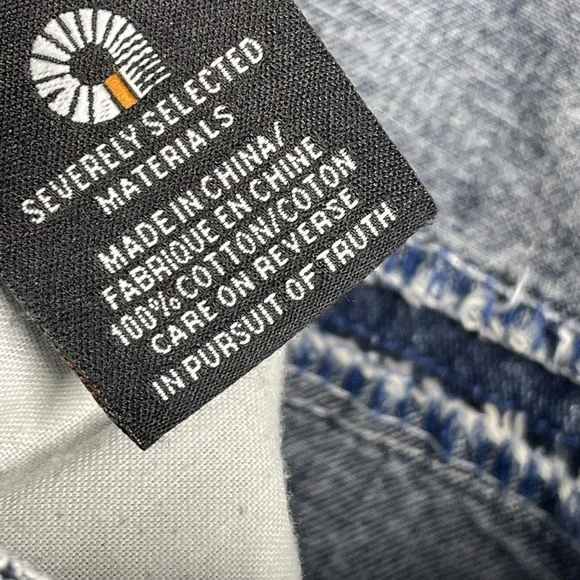 SEVERELY SELECTED
MATERIALS
MADE IN CHINA/
FABRIQUE EN CHINE
100% COTTON/COTON
CARE ON REVERSE
IN PURSUIT OF TRUTH